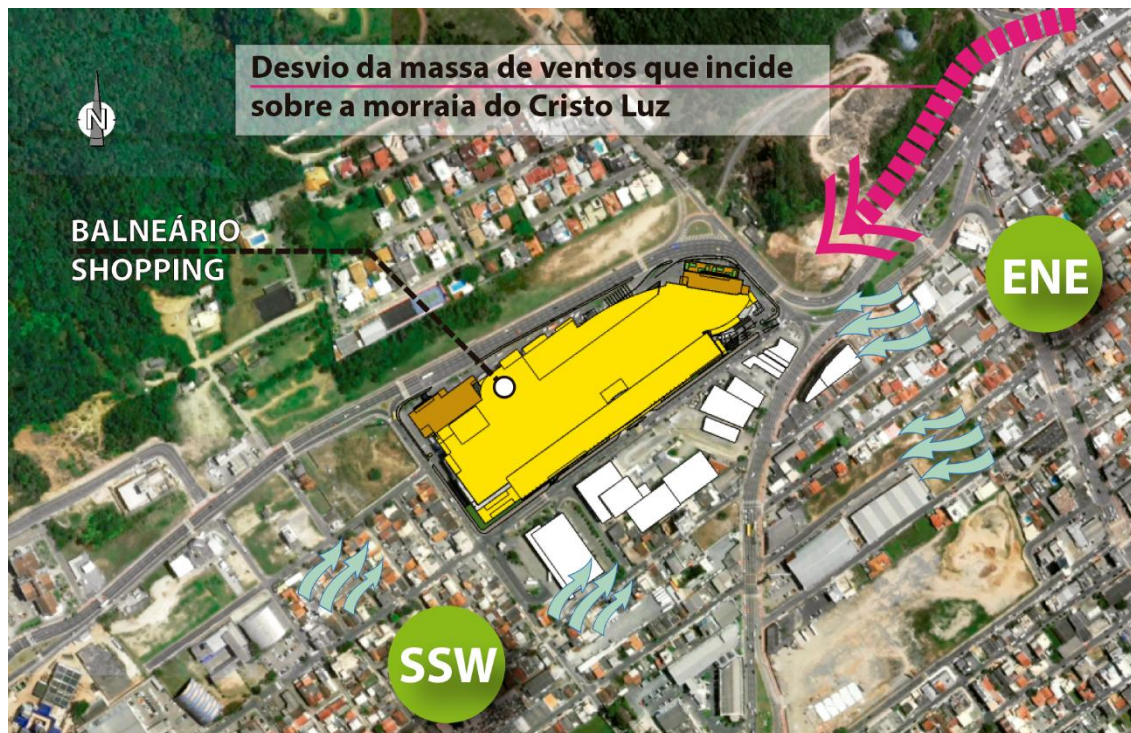 Desvio da massa de ventos que incide
sobre a morraia do Cristo Luz
N
BALNEÁRIO
SHOPPING
ENE
SSW